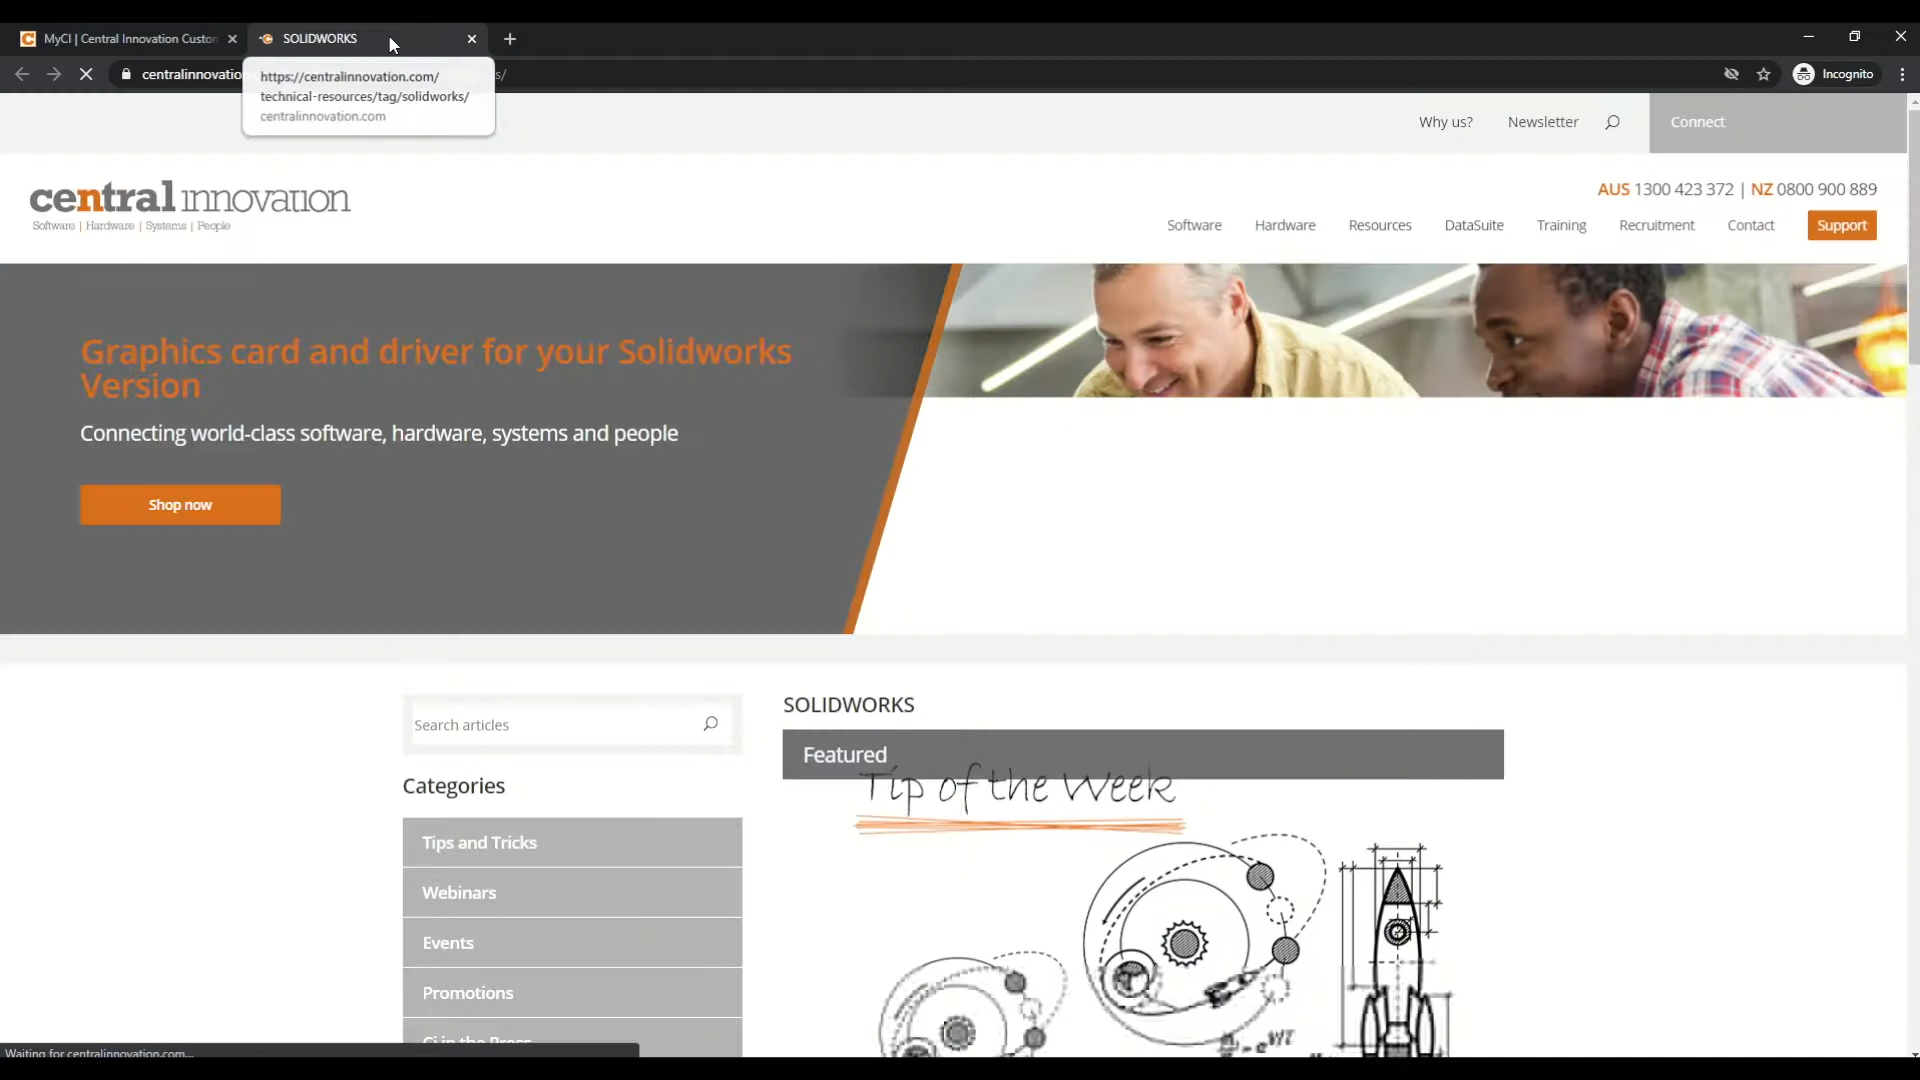 MyCI | Central Innovation Custon
SOLIDWORKS
centralinnovatio
s/
Incognito
https://centralinnovation.com/
technical-resources/tag/solidworks/
centralinnovation.com
Why us?
Newsletter
Connect
central innovation
Software | Hardware | Systems | People
AUS 1300 423 372 | NZ 0800 900 889
Software
Hardware
Resources
DataSuite
Training
Recruitment
Contact
Support
Graphics card and driver for your Solidworks
Version
Connecting world-class software, hardware, systems and people
Shop now
Search articles
SOLIDWORKS
Featured
Tip of the Week
Categories
Tips and Tricks
Webinars
Events
Promotions
Ci in the Press
Waiting for centralinnovation.com...